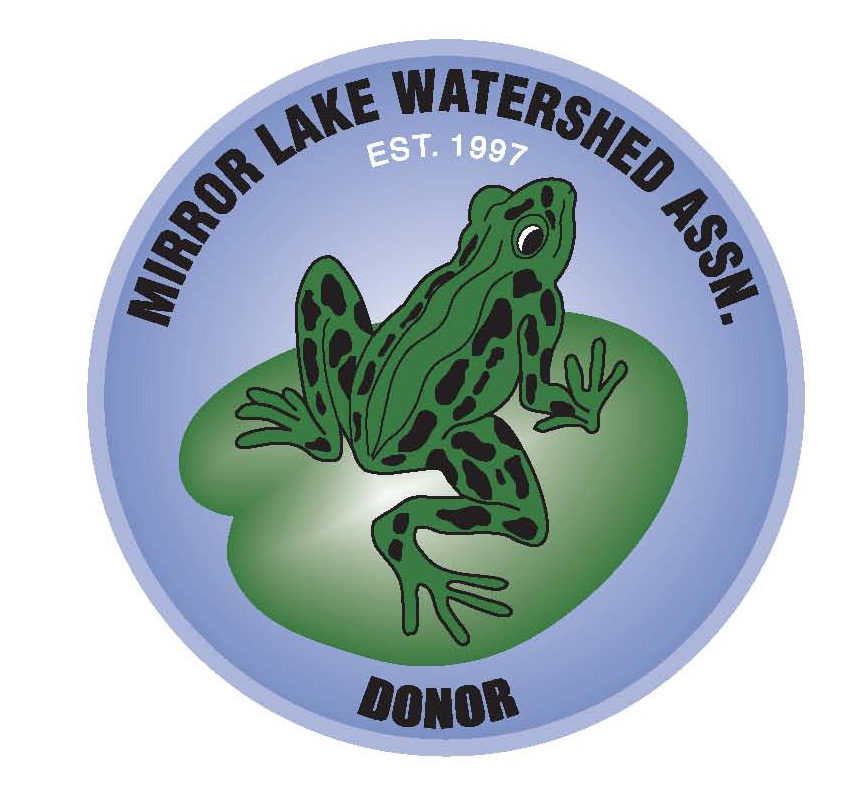 MIRROR LAKE WATERSHED ASSN.
EST. 1997
DONOR